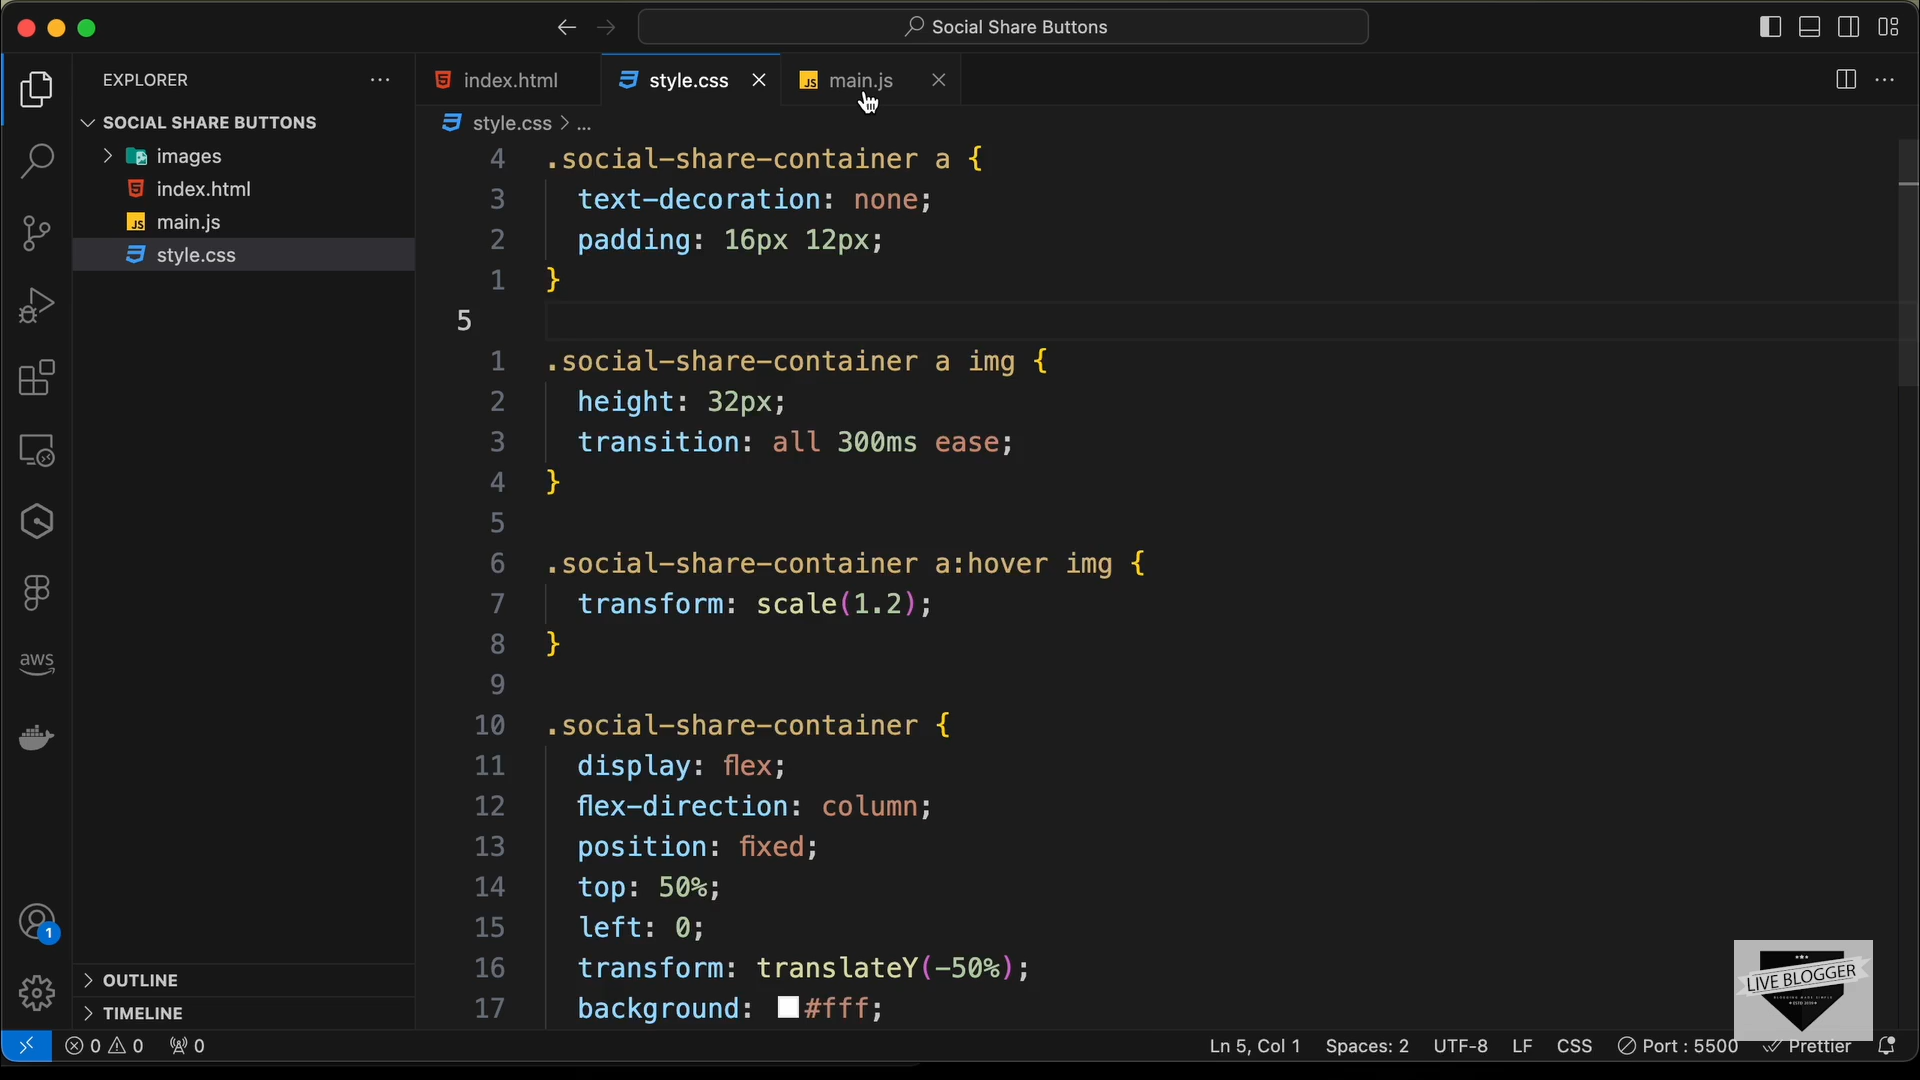 Social Share Buttons
EXPLORER
SOCIAL SHARE BUTTONS
images
index.html
main.js
style.css
OUTLINE
TIMELINE
aws
1
index.html
style.css
JS main.js
style.css > ...
4 .social-share-container a {
3 text-decoration: none;
2 padding: 16px 12px;
1 }
5
1 .social-share-container a img {
2 height: 32px;
3 transition: all 300ms ease;
4 }
5
6 .social-share-container a:hover img {
7 transform: scale(1.2);
8 }
9
10 .social-share-container {
11 display: flex;
12 flex-direction: column;
13 position: fixed;
14 top: 50%;
15 left: 0;
16 transform: translateY(-50%);
17 background: #fff;
LIVE BLOGGER
0 0 0
Ln 5, Col 1 Spaces: 2 UTF-8 LF CSS Port : 5500 Prettier